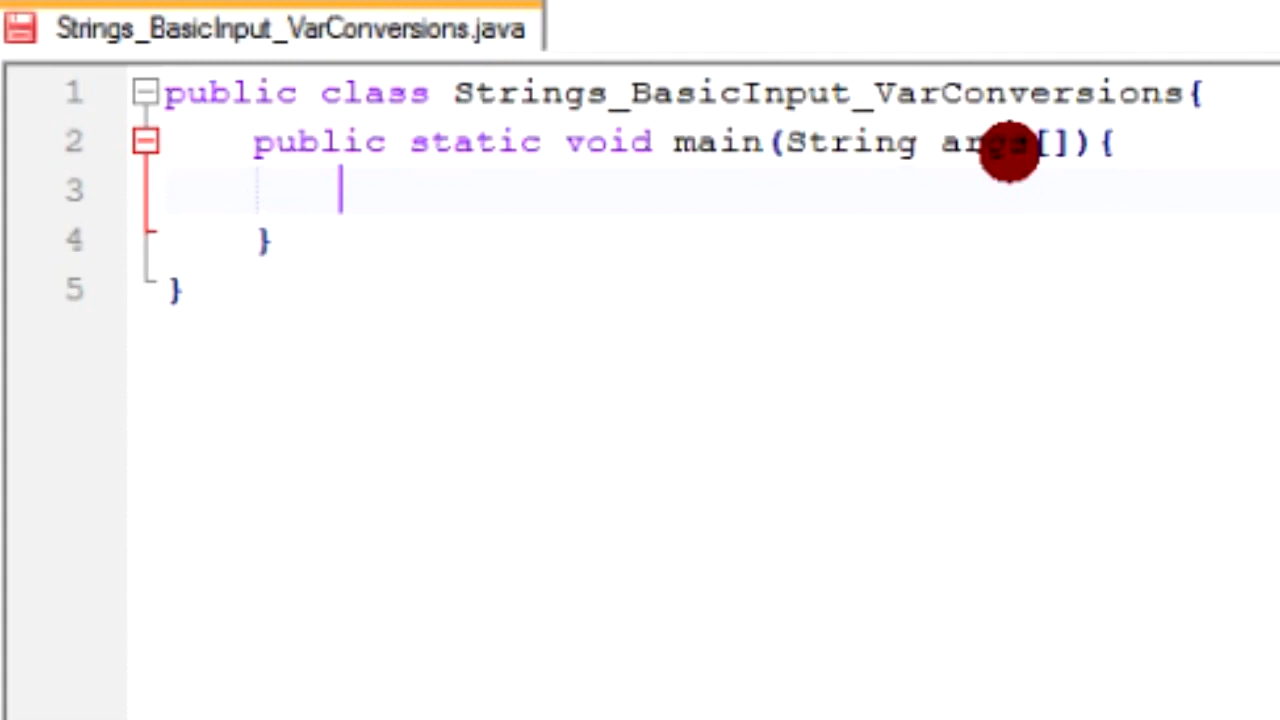 Strings_BasicInput_VarConversions.java
1 public class Strings_BasicInput_VarConversions{
2 public static void main(String args[]){
3
4 }
5 }